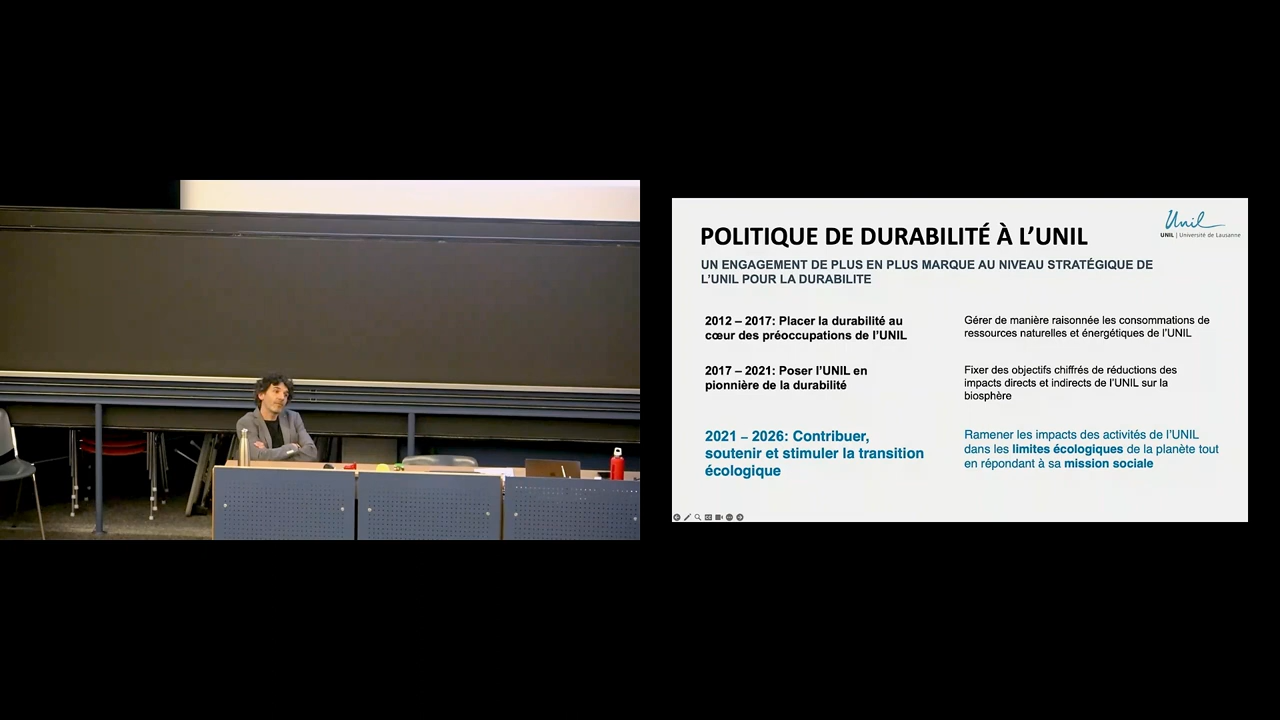 Unil
UNIL | Université de Lausanne
POLITIQUE DE DURABILITÉ À L'UNIL
UN ENGAGEMENT DE PLUS EN PLUS MARQUE AU NIVEAU STRATÉGIQUE DE
L'UNIL POUR LA DURABILITE
2012 – 2017: Placer la durabilité au
cœur des préoccupations de l'UNIL
Gérer de manière raisonnée les consommations de
ressources naturelles et énergétiques de l'UNIL
2017 – 2021: Poser l'UNIL en
pionnière de la durabilité
Fixer des objectifs chiffrés de réductions des
impacts directs et indirects de l'UNIL sur la
biosphère
2021 – 2026: Contribuer,
soutenir et stimuler la transition
écologique
Ramener les impacts des activités de l'UNIL
dans les limites écologiques de la planète tout
en répondant à sa mission sociale